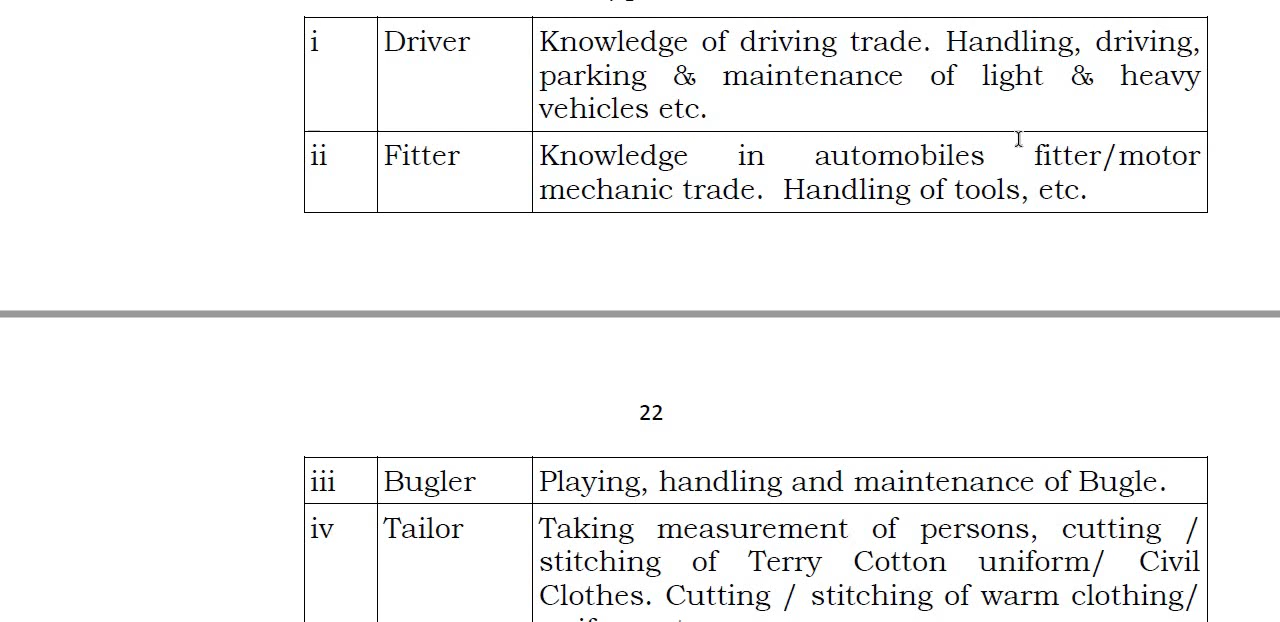 i Driver Knowledge of driving trade. Handling, driving,
parking & maintenance of light & heavy
vehicles etc.
ii Fitter Knowledge in automobiles fitter/motor
mechanic trade. Handling of tools, etc.
22
iii Bugler Playing, handling and maintenance of Bugle.
iv Tailor Taking measurement of persons, cutting /
stitching of Terry Cotton uniform/ Civil
Clothes. Cutting / stitching of warm clothing/